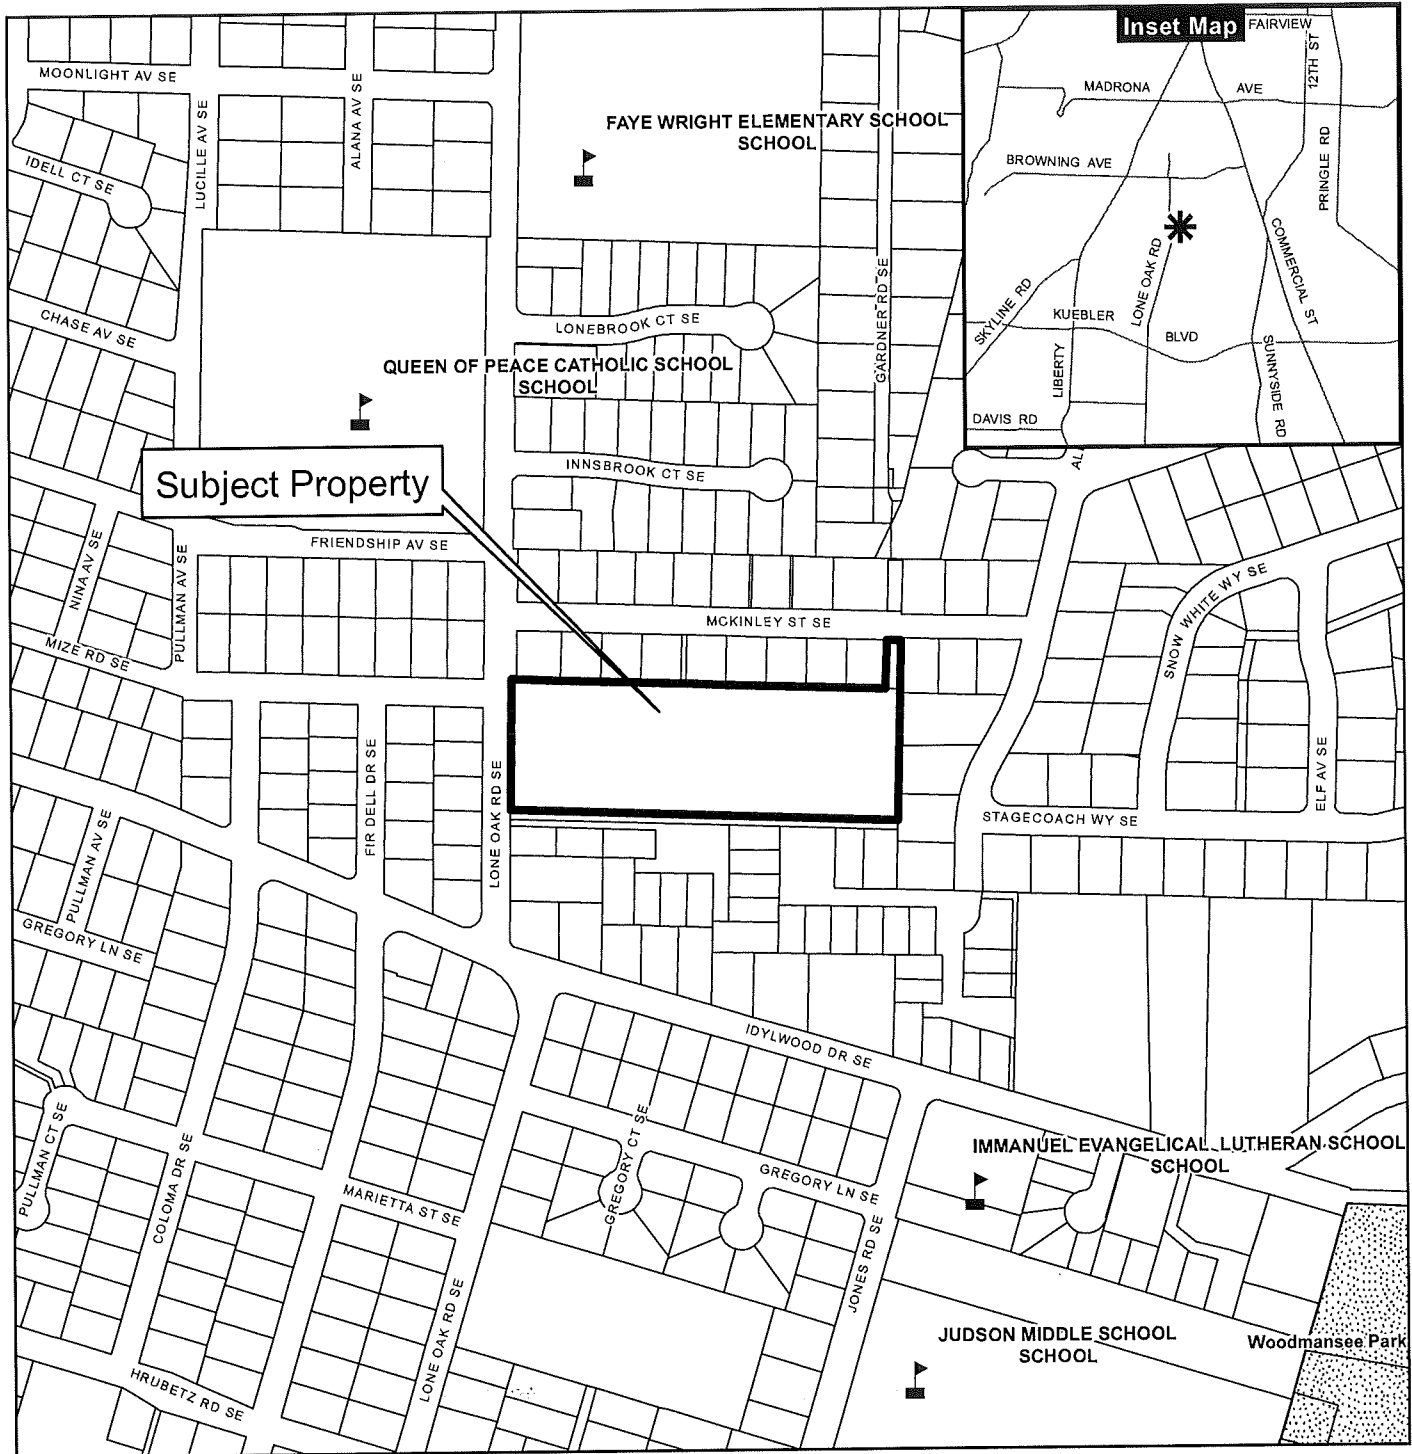 Inset Map
FAIRVIEW
12TH ST
MADRONA
AVE
PRINGLE RD
BROWNING AVE
COMMERCIAL ST
LONE OAK RD
SKYLINE RD
KUEBLER
BLVD
LIBERTY
SUNNYSIDE RD
DAVIS RD
MOONLIGHT AV SE
LUCILLE AV SE
ALANA AV SE
IDELL CT SE
FAYE WRIGHT ELEMENTARY SCHOOL
SCHOOL
GARDNER RD SE
CHASE AV SE
LONEBROOK CT SE
QUEEN OF PEACE CATHOLIC SCHOOL
SCHOOL
INNSBROOK CT SE
AL
Subject Property
FRIENDSHIP AV SE
NINA AV SE
PULLMAN AV SE
MIZE RD SE
MCKINLEY ST SE
SNOW WHITE WY SE
FIR DELL DR SE
LONE OAK RD SE
ELF AV SE
STAGECOACH WY SE
PULLMAN AV SE
GREGORY LN SE
IDYLWOOD DR SE
PULLMAN CT SE
COLOMA DR SE
MARIETTA ST SE
GREGORY CT SE
GREGORY LN SE
IMMANUEL EVANGELICAL LUTHERAN SCHOOL
SCHOOL
JONES RD SE
LONE OAK RD SE
JUDSON MIDDLE SCHOOL
SCHOOL
Woodmansee Park
HRUBETZ RD SE